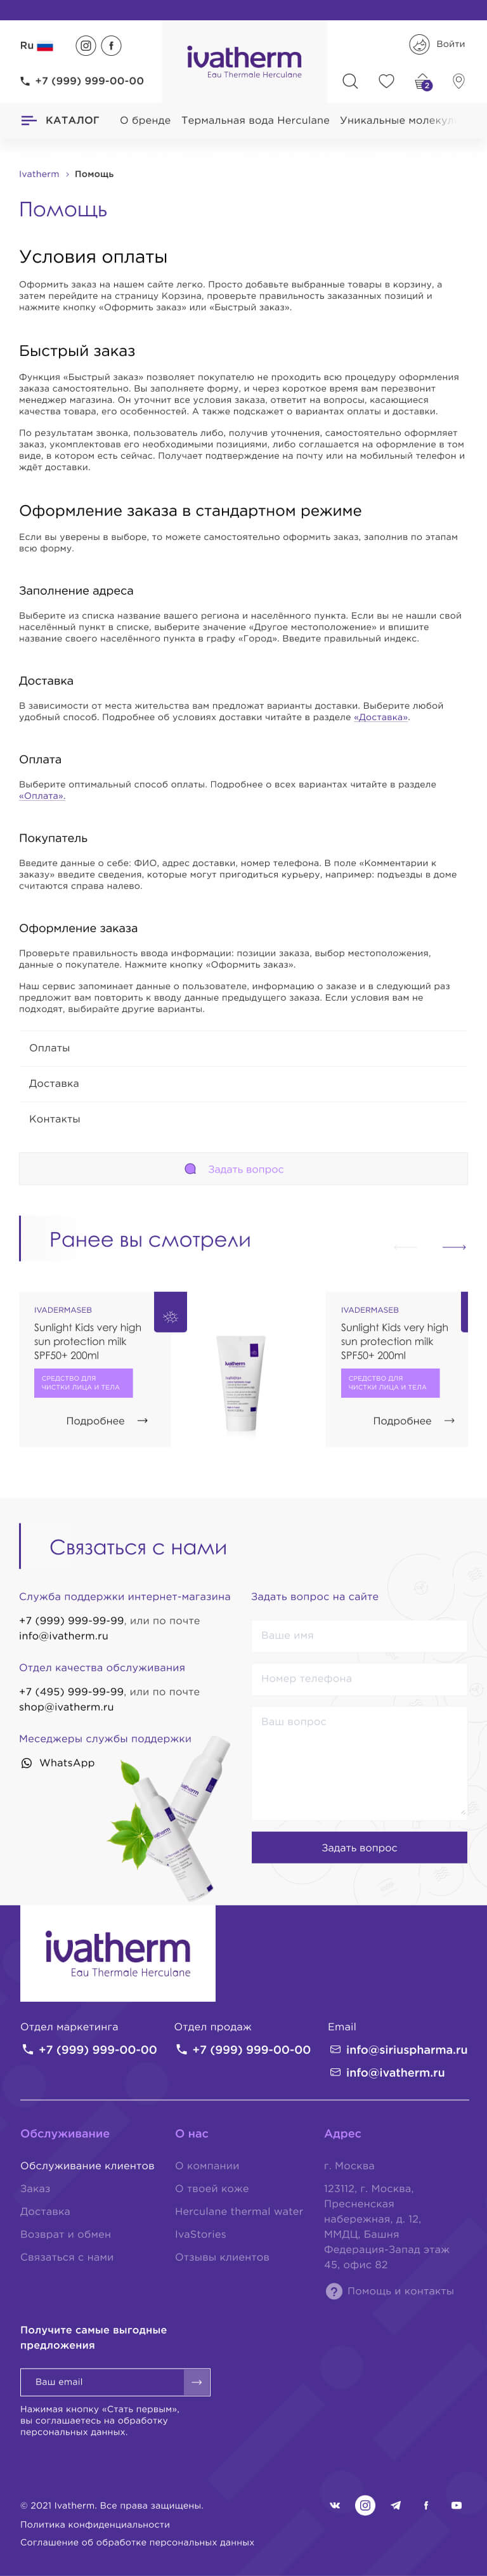 Ru
+7 (999) 999-00-00
ivatherm
Eau Thermale Herculane
Войти
2
КАТАЛОГ О бренде Термальная вода Herculane Уникальные молекул
Ivatherm > Помощь
Помощь
Условия оплаты
Оформить заказ на нашем сайте легко. Просто добавьте выбранные товары в корзину, а
затем перейдите на страницу Корзина, проверьте правильность заказанных позиций и
нажмите кнопку «Оформить заказ» или «Быстрый заказ».
Быстрый заказ
Функция «Быстрый заказ» позволяет покупателю не проходить всю процедуру оформления
заказа самостоятельно. Вы заполняете форму, и через короткое время вам перезвонит
менеджер магазина. Он уточнит все условия заказа, ответит на вопросы, касающиеся
качества товара, его особенностей. А также подскажет о вариантах оплаты и доставки.
По результатам звонка, пользователь либо, получив уточнения, самостоятельно оформляет
заказ, укомплектовав его необходимыми позициями, либо соглашается на оформление в том
виде, в котором есть сейчас. Получает подтверждение на почту или на мобильный телефон и
ждёт доставки.
Оформление заказа в стандартном режиме
Если вы уверены в выборе, то можете самостоятельно оформить заказ, заполнив по этапам
всю форму.
Заполнение адреса
Выберите из списка название вашего региона и населённого пункта. Если вы не нашли свой
населённый пункт в списке, выберите значение «Другое местоположение» и впишите
название своего населённого пункта в графу «Город». Введите правильный индекс.
Доставка
В зависимости от места жительства вам предложат варианты доставки. Выберите любой
удобный способ. Подробнее об условиях доставки читайте в разделе «Доставка».
Оплата
Выберите оптимальный способ оплаты. Подробнее о всех вариантах читайте в разделе
«Оплата».
Покупатель
Введите данные о себе: ФИО, адрес доставки, номер телефона. В поле «Комментарии к
заказу» введите сведения, которые могут пригодиться курьеру, например: подъезды в доме
считаются справа налево.
Оформление заказа
Проверьте правильность ввода информации: позиции заказа, выбор местоположения,
данные о покупателе. Нажмите кнопку «Оформить заказ».
Наш сервис запоминает данные о пользователе, информацию о заказе и в следующий раз
предложит вам повторить к вводу данные предыдущего заказа. Если условия вам не
подходят, выбирайте другие варианты.
Оплаты
Доставка
Контакты
Задать вопрос
Ранее вы смотрели
IVADERMASEB
Sunlight Kids very high
sun protection milk
SPF50+ 200ml
СРЕДСТВО ДЛЯ
ЧИСТКИ ЛИЦА И ТЕЛА
Подробнее
ivatherm
IVADERMASEB
Sunlight Kids very high
sun protection milk
SPF50+ 200ml
СРЕДСТВО ДЛЯ
ЧИСТКИ ЛИЦА И ТЕЛА
Подробнее
Связаться с нами
Служба поддержки интернет-магазина
+7 (999) 999-99-99, или по почте
info@ivatherm.ru
Отдел качества обслуживания
+7 (495) 999-99-99, или по почте
shop@ivatherm.ru
Меседжеры службы поддержки
WhatsApp
ivatherm
ivatherm
Задать вопрос на сайте
Ваше имя
Номер телефона
Ваш вопрос
Задать вопрос
ivatherm
Eau Thermale Herculane
Отдел маркетинга
+7 (999) 999-00-00
Отдел продаж
+7 (999) 999-00-00
Email
info@siriuspharma.ru
info@ivatherm.ru
Обслуживание
Обслуживание клиентов
Заказ
Доставка
Возврат и обмен
Связаться с нами
О нас
О компании
О твоей коже
Herculane thermal water
IvaStories
Отзывы клиентов
Адрес
г. Москва
123112, г. Москва,
Пресненская
набережная, д. 12,
ММДЦ, Башня
Федерация-Запад этаж
45, офис 82
Помощь и контакты
Получите самые выгодные
предложения
Ваш email
Нажимая кнопку «Стать первым»,
вы соглашаетесь на обработку
персональных данных.
© 2021 Ivatherm. Все права защищены.
Политика конфиденциальности
Соглашение об обработке персональных данных